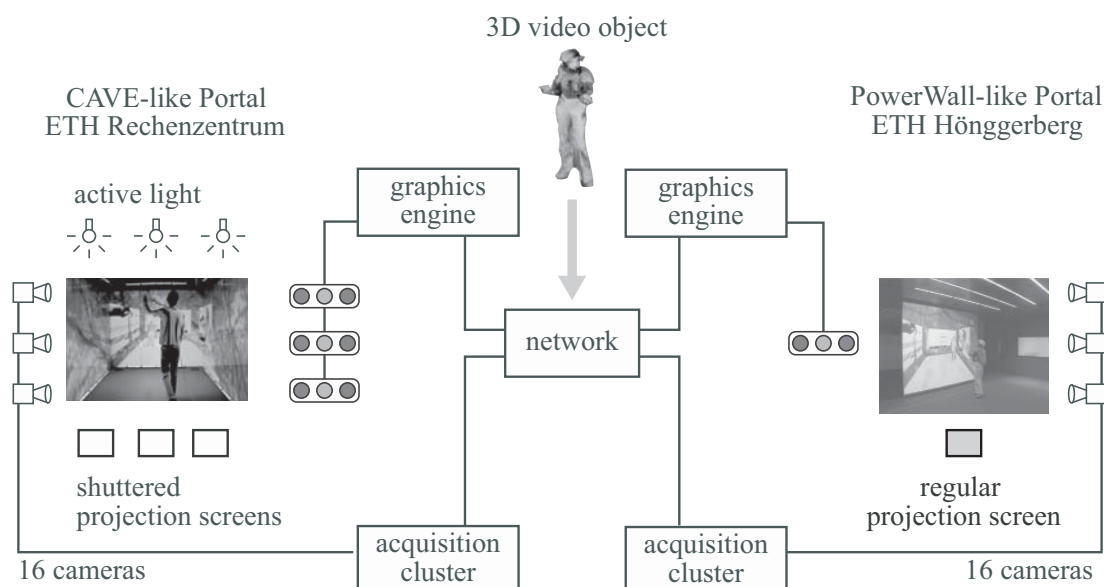 3D video object
CAVE-like Portal
ETH Rechenzentrum
PowerWall-like Portal
ETH Hönggerberg
active light
graphics
engine
graphics
engine
network
shuttered
projection screens
regular
projection screen
acquisition
cluster
acquisition
cluster
16 cameras
16 cameras